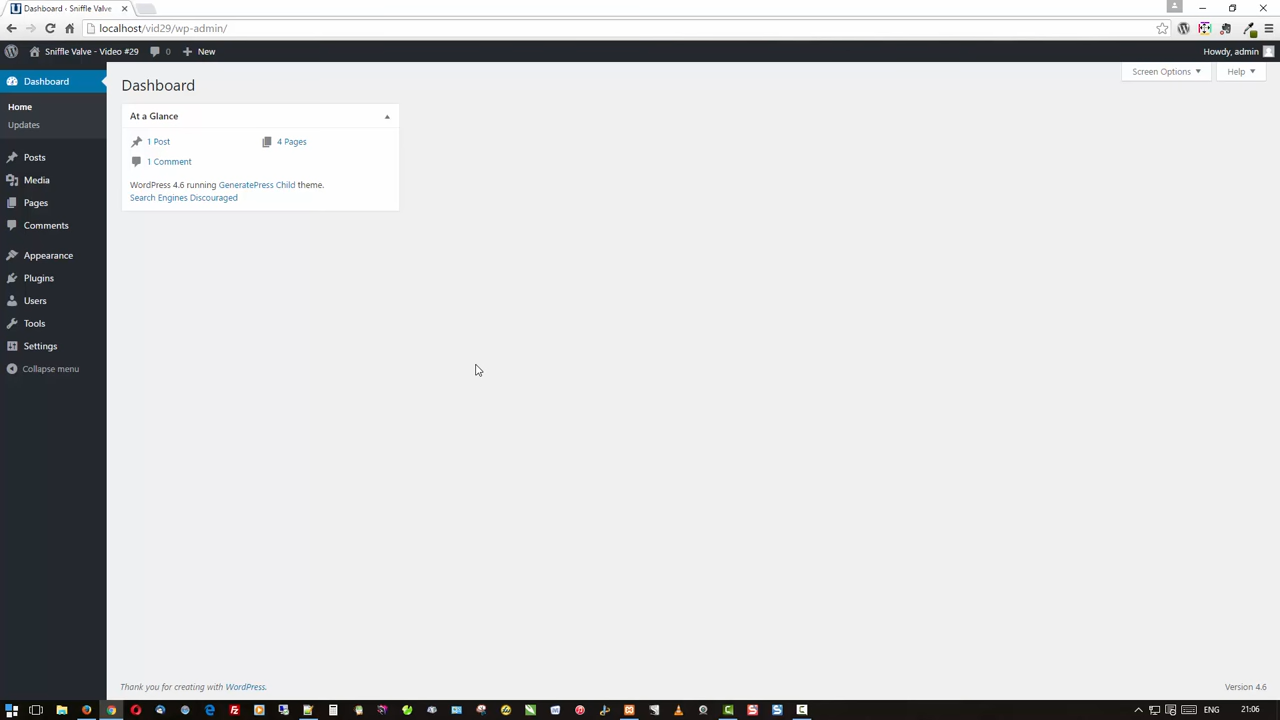 Dashboard ‹ Sniffle Valve
localhost/vid29/wp-admin/
Sniffle Valve - Video #29 0 New Howdy, admin
Screen Options Help
Dashboard
Home
Updates
Posts
Media
Pages
Comments
Appearance
Plugins
Users
Tools
Settings
Collapse menu
Dashboard
At a Glance
1 Post 4 Pages
1 Comment
WordPress 4.6 running GeneratePress Child theme.
Search Engines Discouraged
Thank you for creating with WordPress. Version 4.6
ENG 21:06